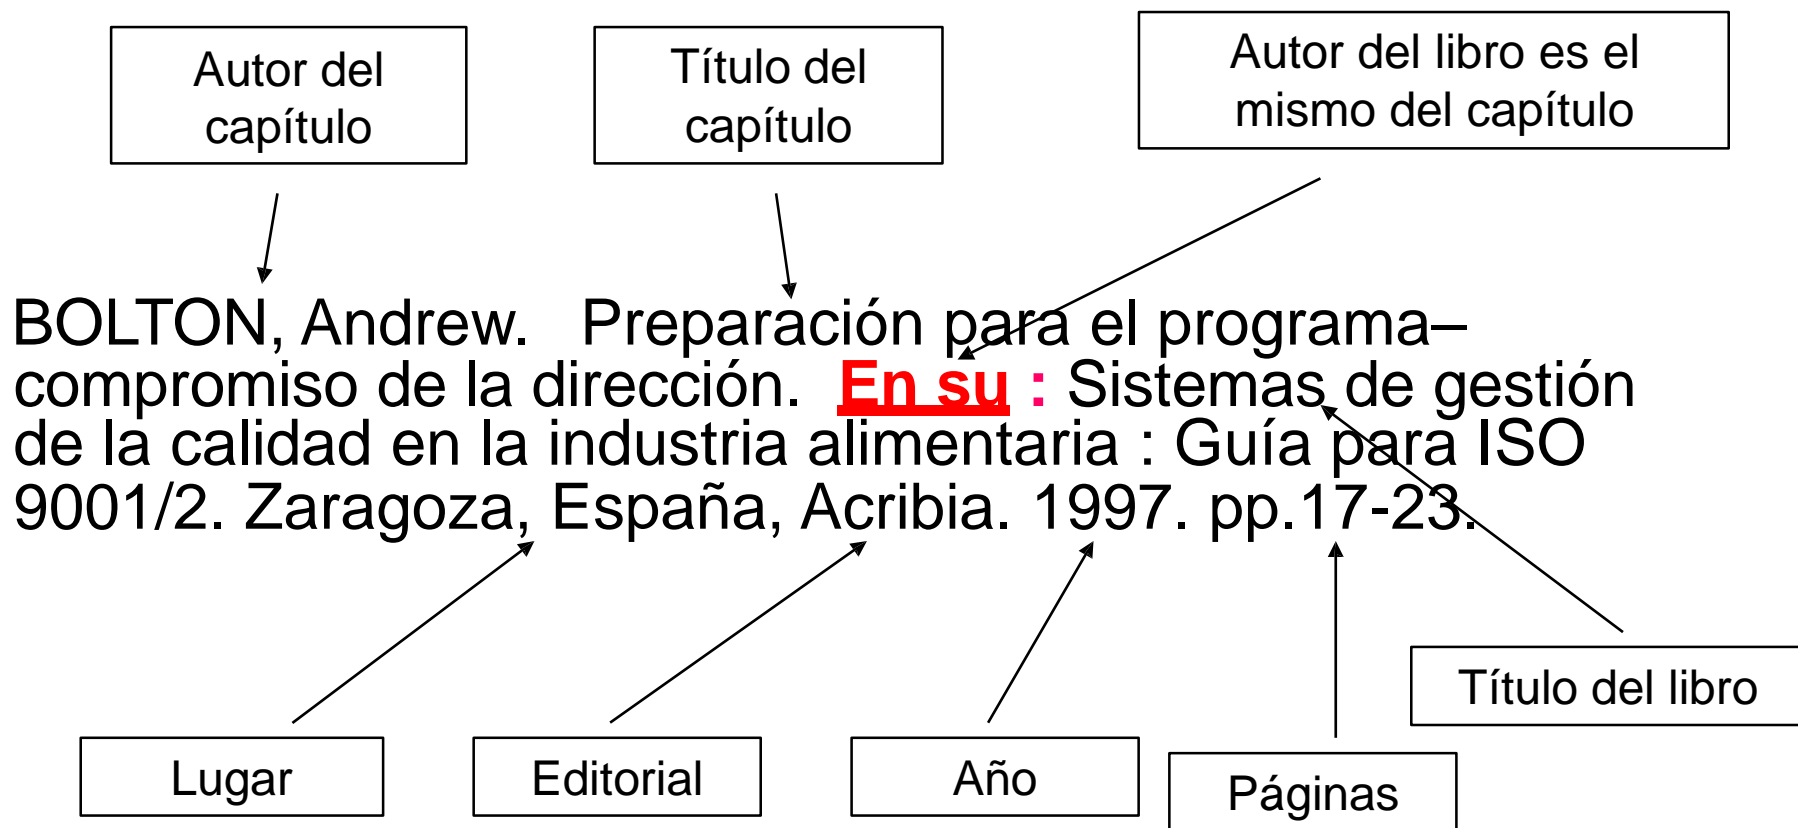 Autor del
capítulo
Título del
capítulo
Autor del libro es el
mismo del capítulo
BOLTON, Andrew. Preparación para el programa–
compromiso de la dirección. En su : Sistemas de gestión
de la calidad en la industria alimentaria : Guía para ISO
9001/2. Zaragoza, España, Acribia. 1997. pp.17-23.
Título del libro
Lugar
Editorial
Año
Páginas